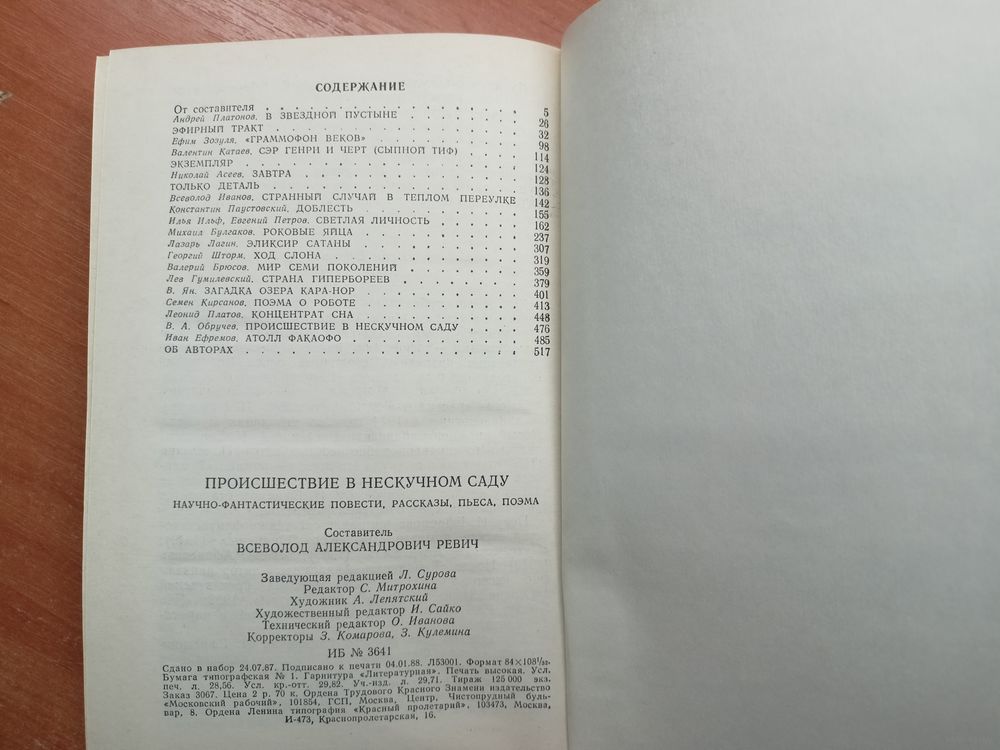 СОДЕРЖАНИЕ
От составителя . . . . . . . . . . . . . . 5
Андрей Платонов. В ЗВЕЗДНОЙ ПУСТЫНЕ . . . . . . 26
ЭФИРНЫЙ ТРАКТ . . . . . . . . . . . . . . 32
Ефим Зозуля. «ГРАММОФОН ВЕКОВ» . . . . . . . . 98
Валентин Катаев. СЭР ГЕНРИ И ЧЕРТ (СЫПНОЙ ТИФ) . . . . 114
ЭКЗЕМПЛЯР . . . . . . . . . . . . . . 124
Николай Асеев. ЗАВТРА . . . . . . . . . . . 128
ТОЛЬКО ДЕТАЛЬ . . . . . . . . . . . . . 136
Всеволод Иванов. СТРАННЫЙ СЛУЧАЙ В ТЕПЛОМ ПЕРЕУЛКЕ 142
Константин Паустовский. ДОБЛЕСТЬ . . . . . . . . 155
Илья Ильф, Евгений Петров. СВЕТЛАЯ ЛИЧНОСТЬ . . . . . 162
Михаил Булгаков. РОКОВЫЕ ЯЙЦА . . . . . . . . 237
Лазарь Лагин. ЭЛИКСИР САТАНЫ . . . . . . . . 307
Георгий Шторм. ХОД СЛОНА . . . . . . . . . . 319
Валерий Брюсов. МИР СЕМИ ПОКОЛЕНИЙ . . . . . . 359
Лев Гумилевский. СТРАНА ГИПЕРБОРЕЕВ . . . . . . 379
В. Ян. ЗАГАДКА ОЗЕРА КАРА-НОР . . . . . . . . 401
Семен Кирсанов. ПОЭМА О РОБОТЕ . . . . . . . . 413
Леонид Платов. КОНЦЕНТРАТ СНА . . . . . . . . 448
В. А. Обручев. ПРОИСШЕСТВИЕ В НЕСКУЧНОМ САДУ . . . . 476
Иван Ефремов. АТОЛЛ ФАКАОФО . . . . . . . . . 485
ОБ АВТОРАХ . . . . . . . . . . . . . . 517
ПРОИСШЕСТВИЕ В НЕСКУЧНОМ САДУ
НАУЧНО-ФАНТАСТИЧЕСКИЕ ПОВЕСТИ, РАССКАЗЫ, ПЬЕСА, ПОЭМА
Составитель
ВСЕВОЛОД АЛЕКСАНДРОВИЧ РЕВИЧ
Заведующая редакцией Л. Сурова
Редактор С. Митрохина
Художник А. Лепятский
Художественный редактор И. Сайко
Технический редактор О. Иванова
Корректоры З. Комарова, З. Кулемина
ИБ № 3641
Сдано в набор 24.07.87. Подписано к печати 04.01.88. Л53001. Формат 84×108¹/₃₂.
Бумага типографская № 1. Гарнитура «Литературная». Печать высокая. Усл.
печ. л. 28,56. Усл. кр.-отт. 29,82. Уч.-изд. л. 29,71. Тираж 125 000 экз.
Заказ 3067. Цена 2 р. 70 к. Ордена Трудового Красного Знамени издательство
«Московский рабочий», 101854, ГСП, Москва, Центр, Чистопрудный буль-
вар, 8. Ордена Ленина типография «Красный пролетарий», 103473, Москва,
И-473, Краснопролетарская, 16.